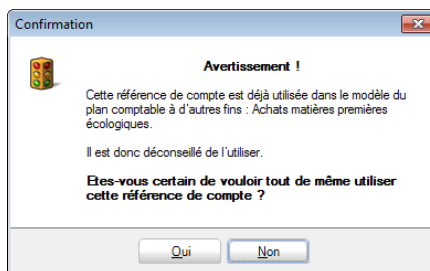 Confirmation
Avertissement !
Cette référence de compte est déjà utilisée dans le modèle du
plan comptable à d'autres fins : Achats matières premières
écologiques.
Il est donc déconseillé de l'utiliser.
Etes-vous certain de vouloir tout de même utiliser
cette référence de compte ?
Oui
Non